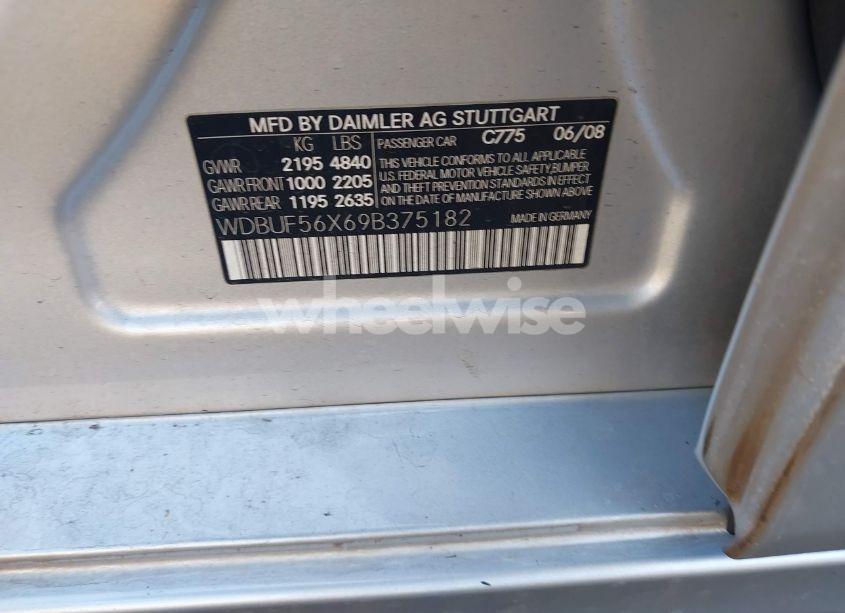 MFD BY DAIMLER AG STUTTGART
KG LBS PASSENGER CAR C775 06/08
GVWR 2195 4840
GAWR FRONT 1000 2205
GAWR REAR 1195 2635
THIS VEHICLE CONFORMS TO ALL APPLICABLE
U.S. FEDERAL MOTOR VEHICLE SAFETY, BUMPER
AND THEFT PREVENTION STANDARDS IN EFFECT
ON THE DATE OF MANUFACTURE SHOWN ABOVE
WDBUF56X69B375182 MADE IN GERMANY
wheelwise